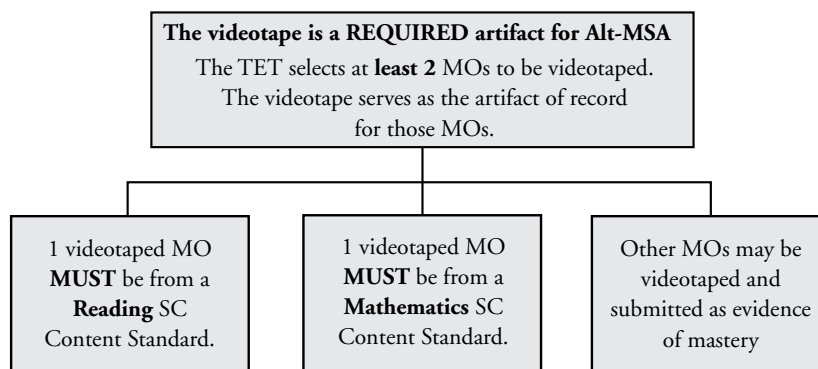 The videotape is a REQUIRED artifact for Alt-MSA
The TET selects at least 2 MOs to be videotaped.
The videotape serves as the artifact of record
for those MOs.
1 videotaped MO
MUST be from a
Reading SC
Content Standard.
1 videotaped MO
MUST be from a
Mathematics SC
Content Standard.
Other MOs may be
videotaped and
submitted as evidence
of mastery